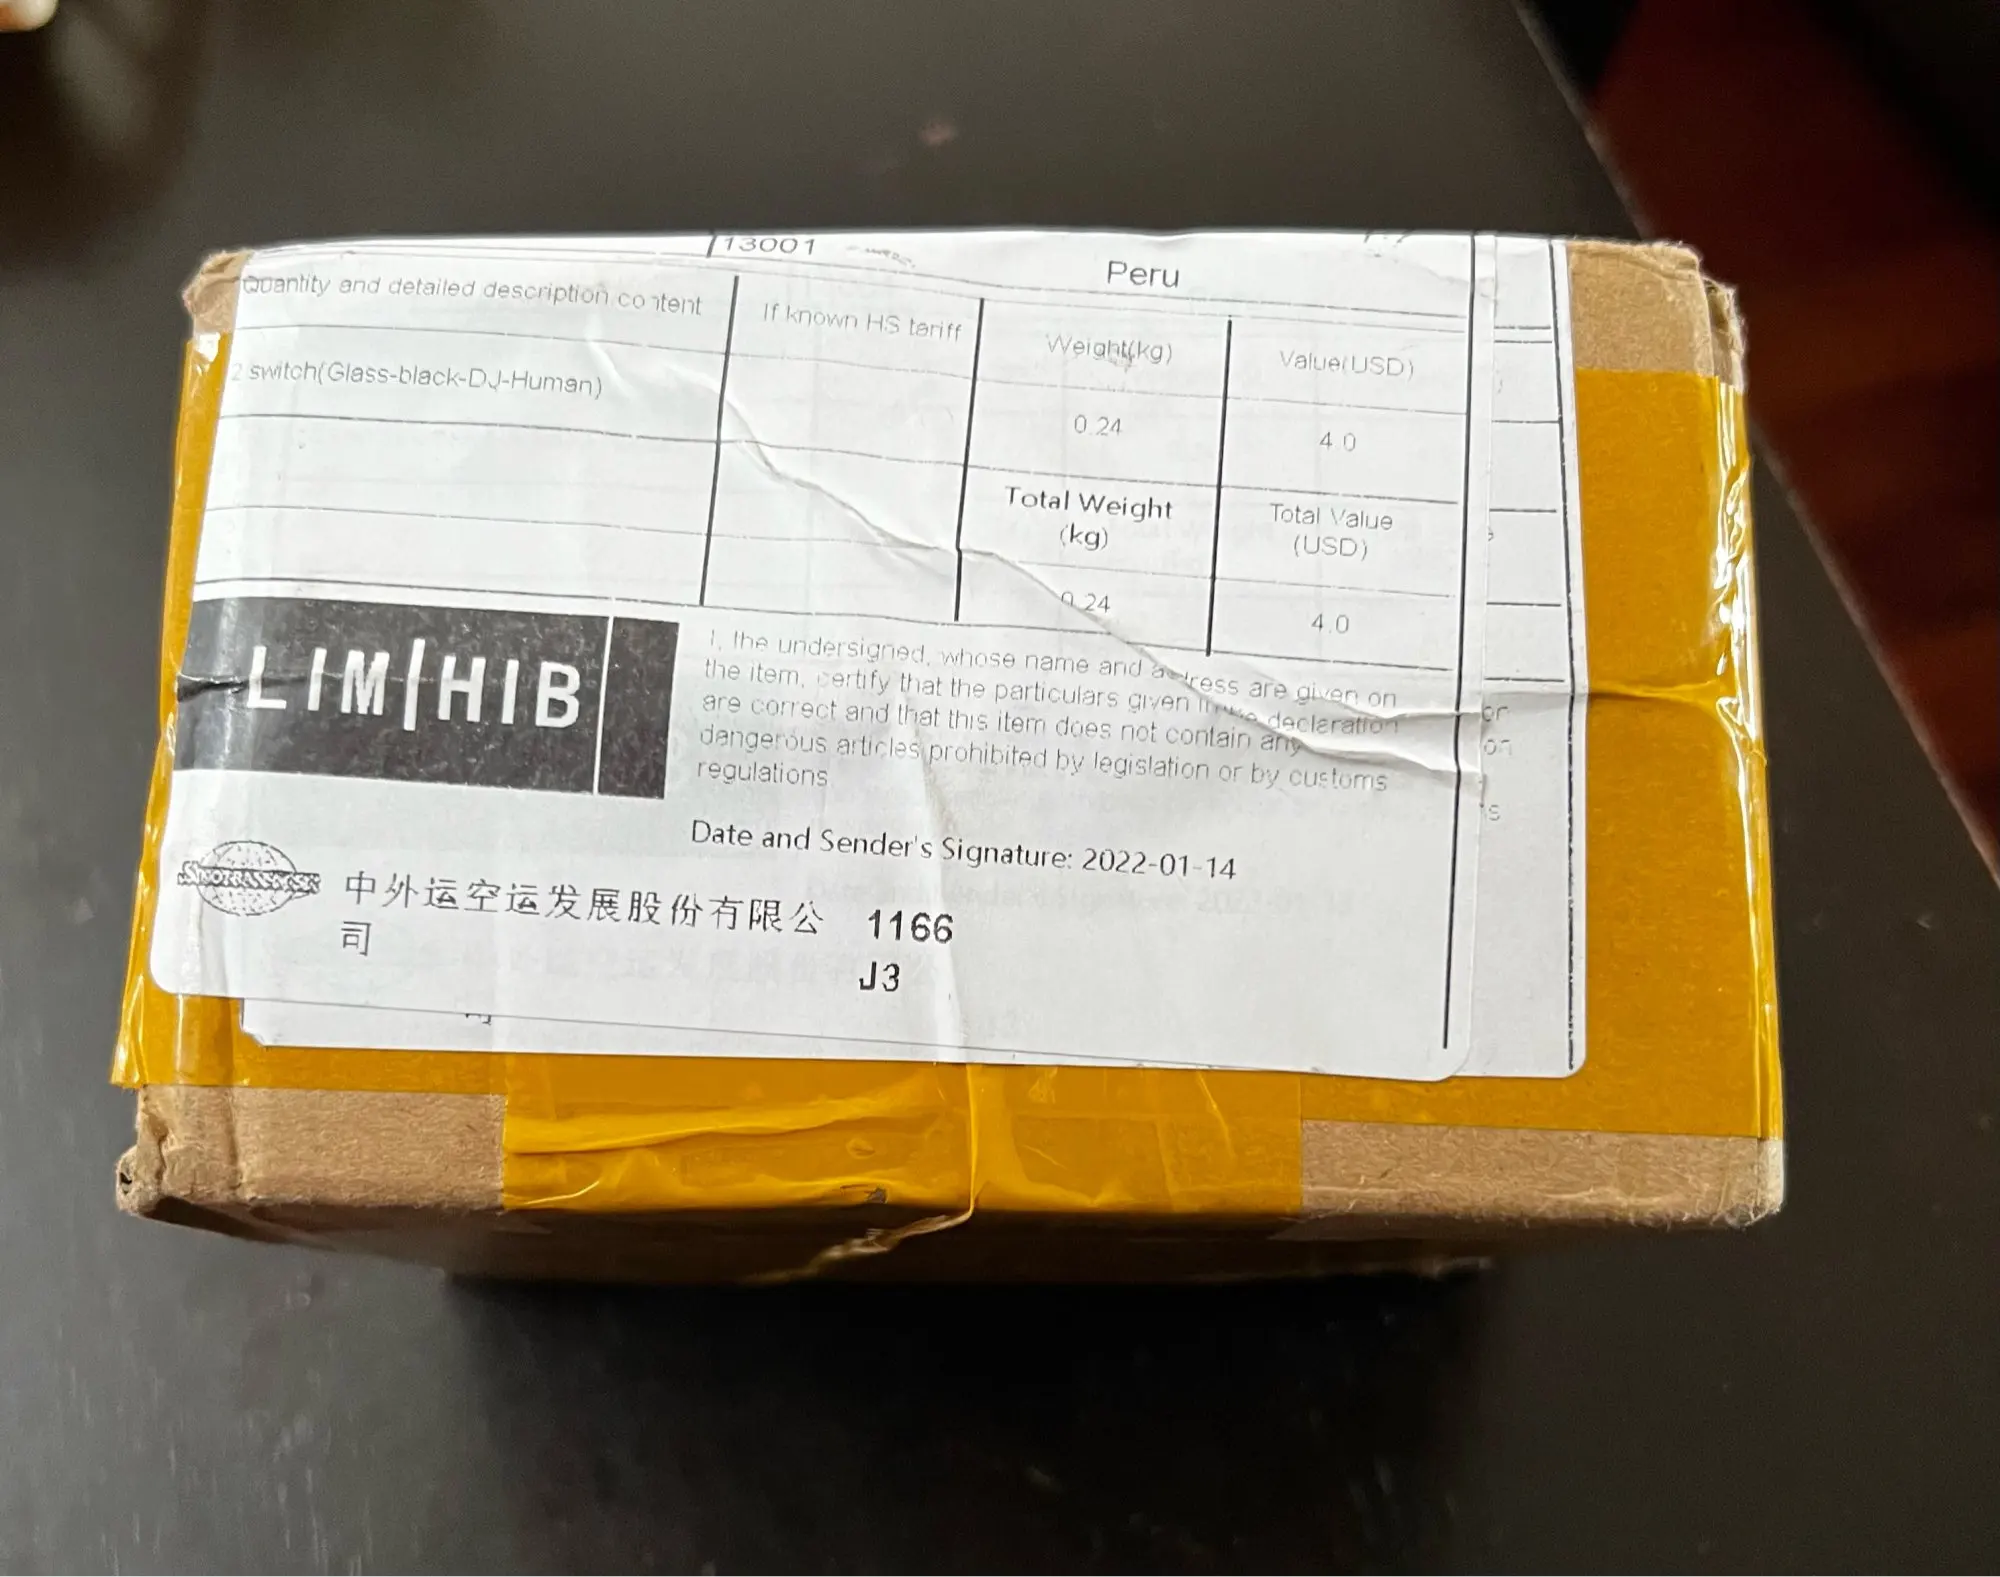 13001
Peru
Quantity and detailed description content
If known HS tariff
Weight(kg)
Value(USD)
2 switch(Glass-black-DJ-Human)
0.24
4.0
Total Weight
(kg)
Total Value
(USD)
0.24
4.0
LIM|HIB
I, the undersigned, whose name and address are given on
the item, certify that the particulars given in the declaration
are correct and that this item does not contain any
dangerous articles prohibited by legislation or by customs
regulations
Date and Sender's Signature: 2022-01-14
SINOTRANS
中外运空运发展股份有限公
司
1166
J3